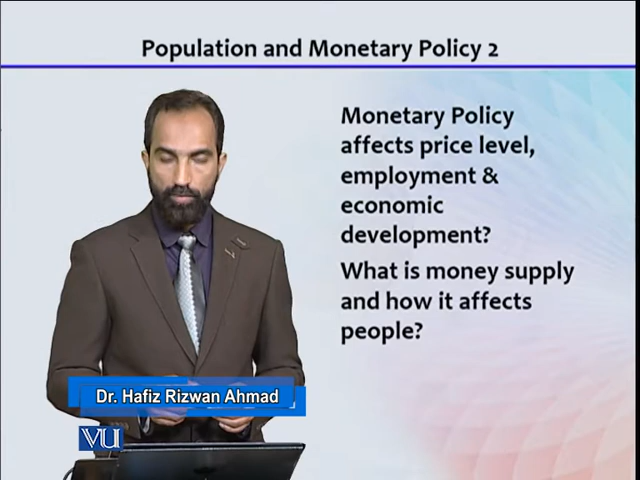 Population and Monetary Policy 2
Monetary Policy
affects price level,
employment &
economic
development?
What is money supply
and how it affects
people?
Dr. Hafiz Rizwan Ahmad
VU